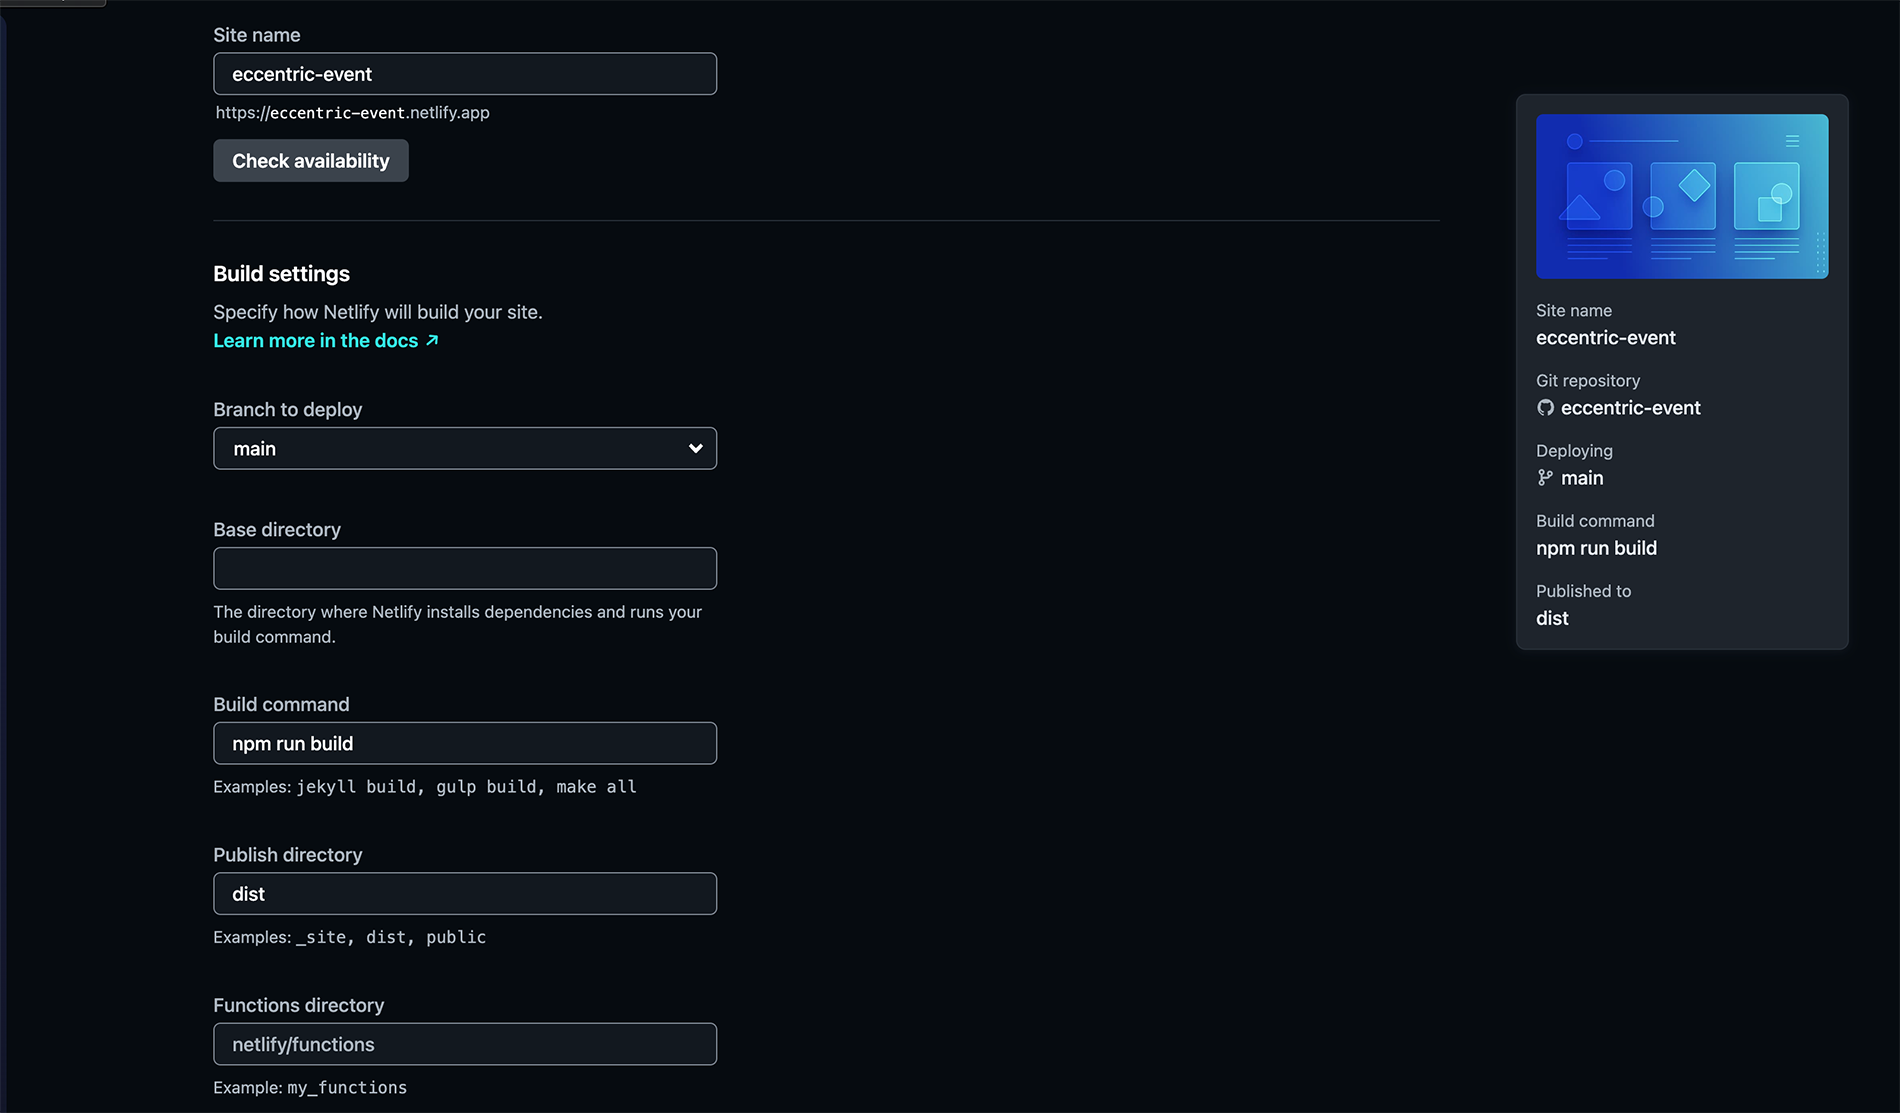 Site name
eccentric-event
https://eccentric-event.netlify.app
Check availability
Build settings
Specify how Netlify will build your site.
Learn more in the docs ↗
Branch to deploy
main
Base directory
The directory where Netlify installs dependencies and runs your
build command.
Build command
npm run build
Examples: jekyll build, gulp build, make all
Publish directory
dist
Examples: _site, dist, public
Functions directory
netlify/functions
Example: my_functions
Site name
eccentric-event
Git repository
eccentric-event
Deploying
main
Build command
npm run build
Published to
dist